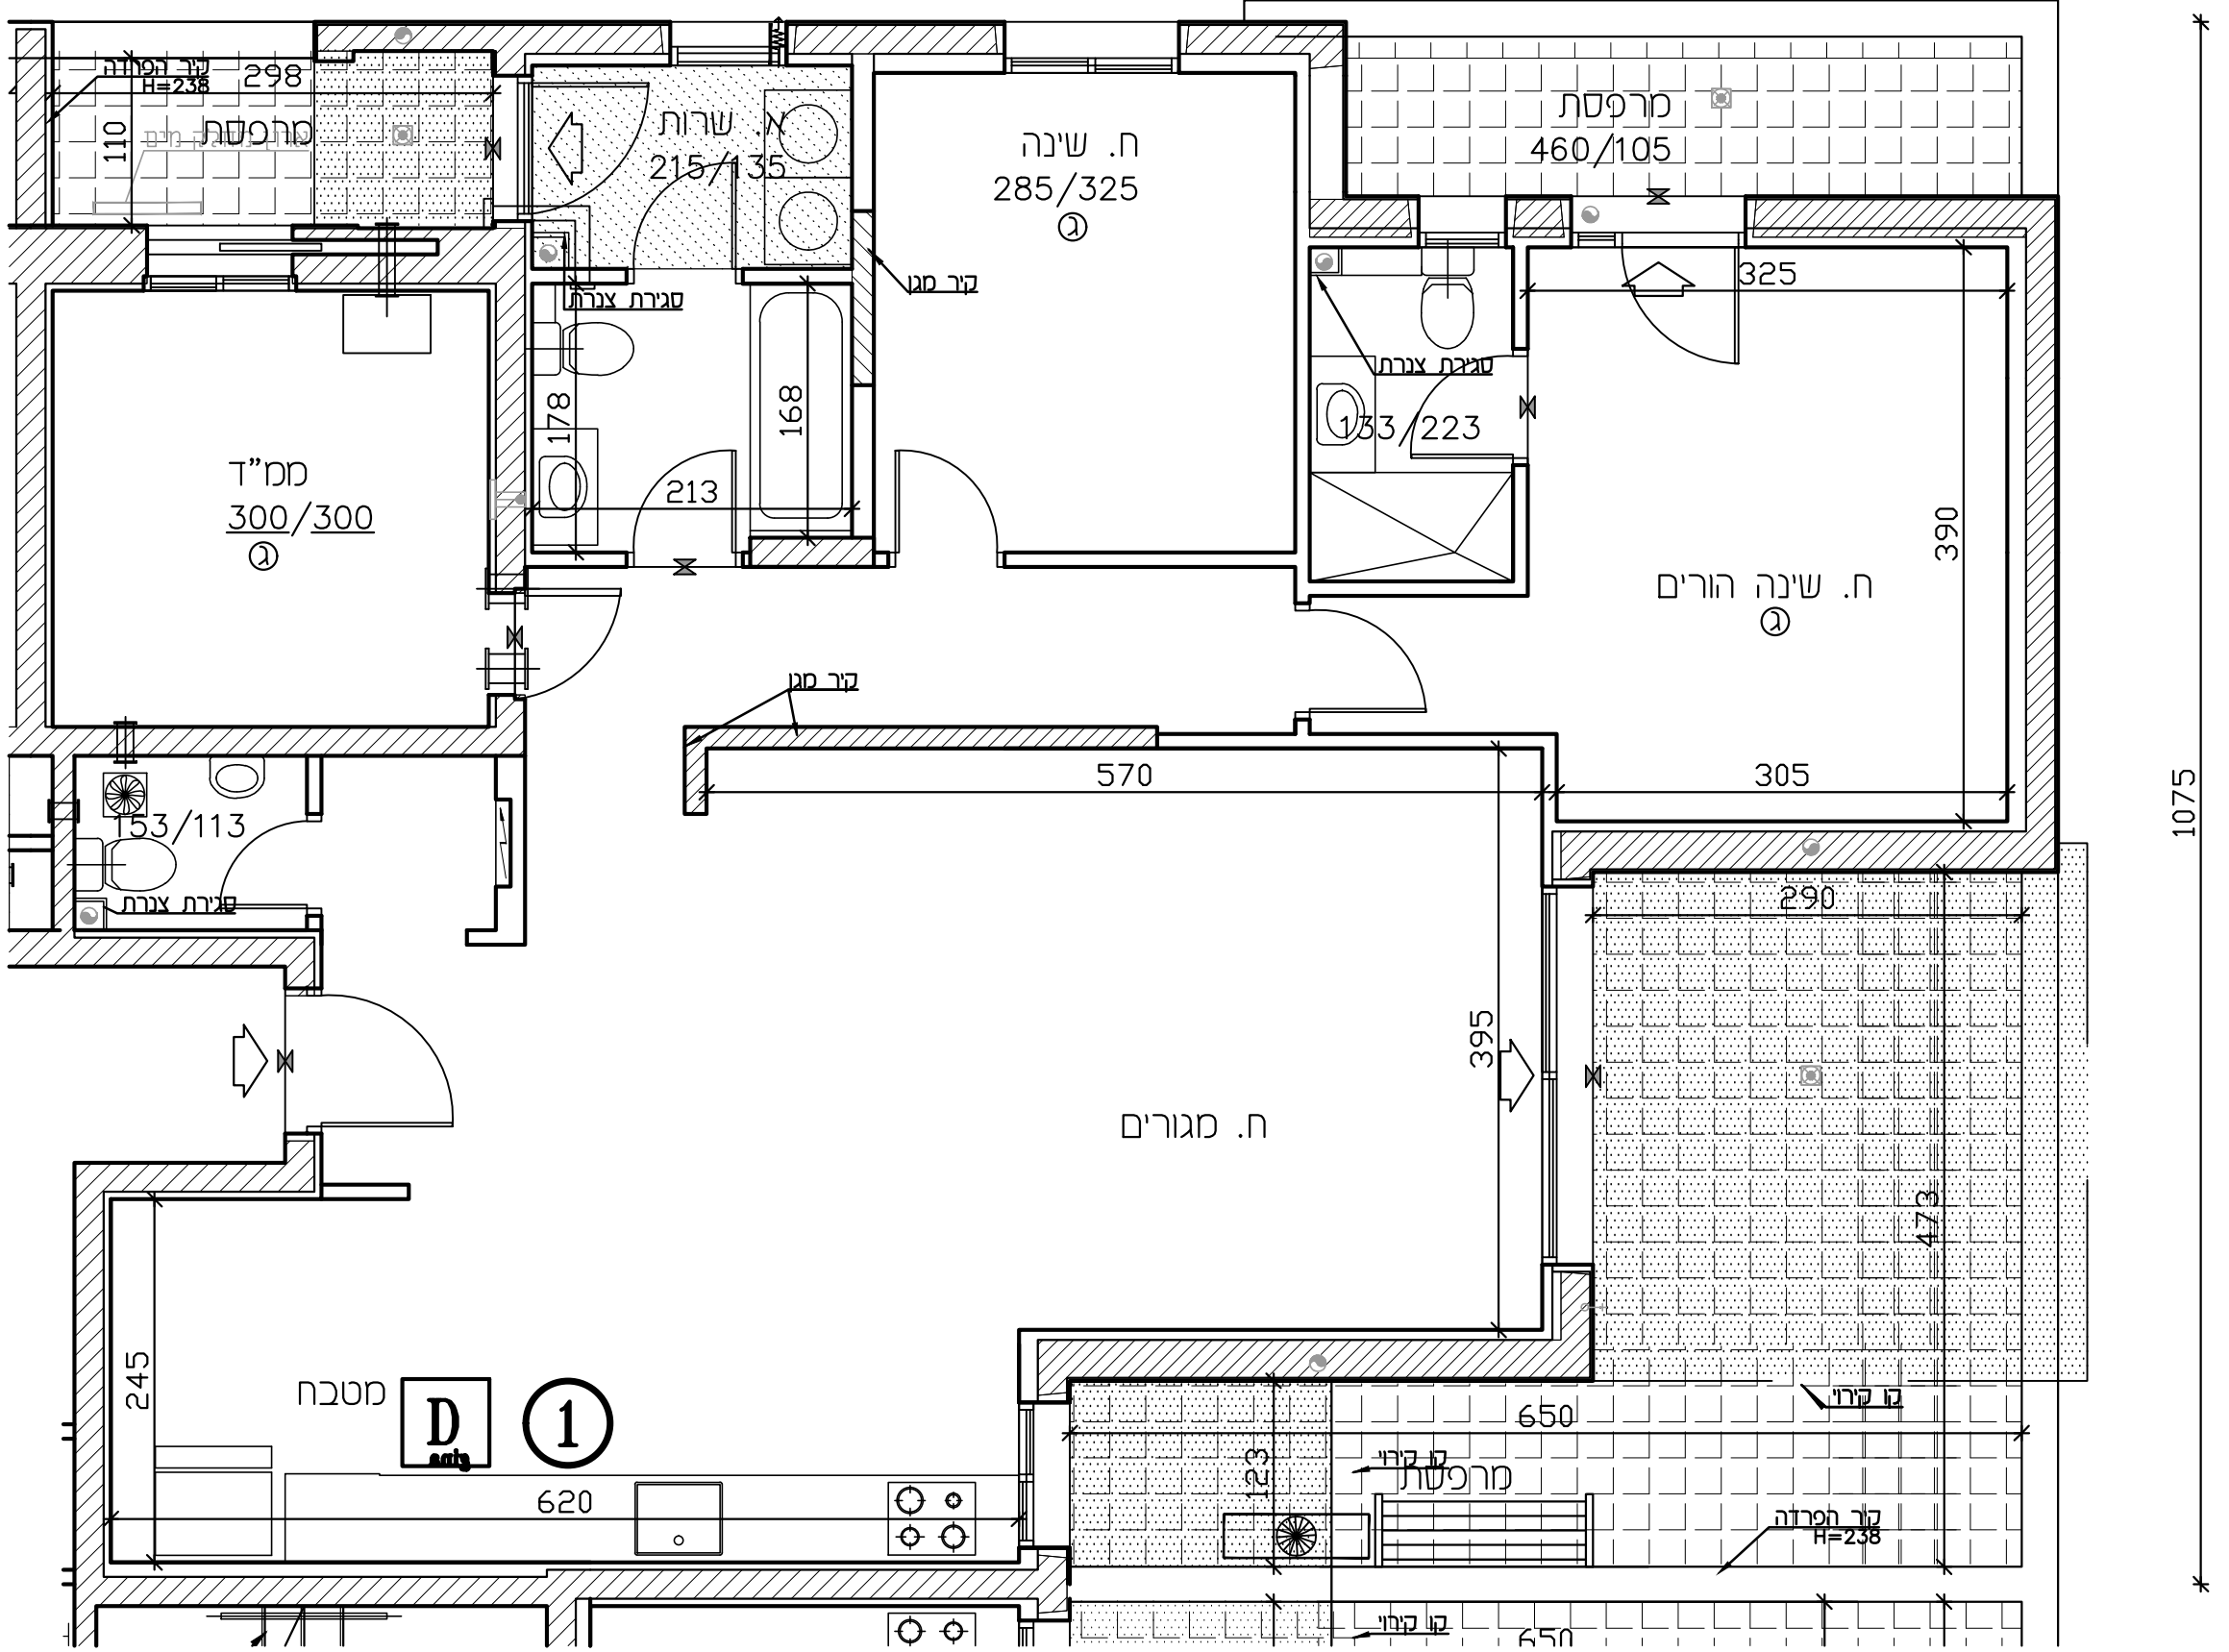 קיר הפרדה
H=238
298
110
מרפסת
א. שרות
215/135
ח. שינה
285/325
ג
מרפסת
460/105
קיר מגן
סגירת צנרת
325
סגירת צנרת
178
168
213
133/223
ממ"ד
300/300
ג
390
ח. שינה הורים
ג
קיר מגן
570
305
1075
153/113
סגירת צנרת
290
395
ח. מגורים
473
245
מטבח
D
1
620
650
קו קירוי
123
קו קירוי
מרפסת
קיר הפרדה
H=238
קו קירוי
650